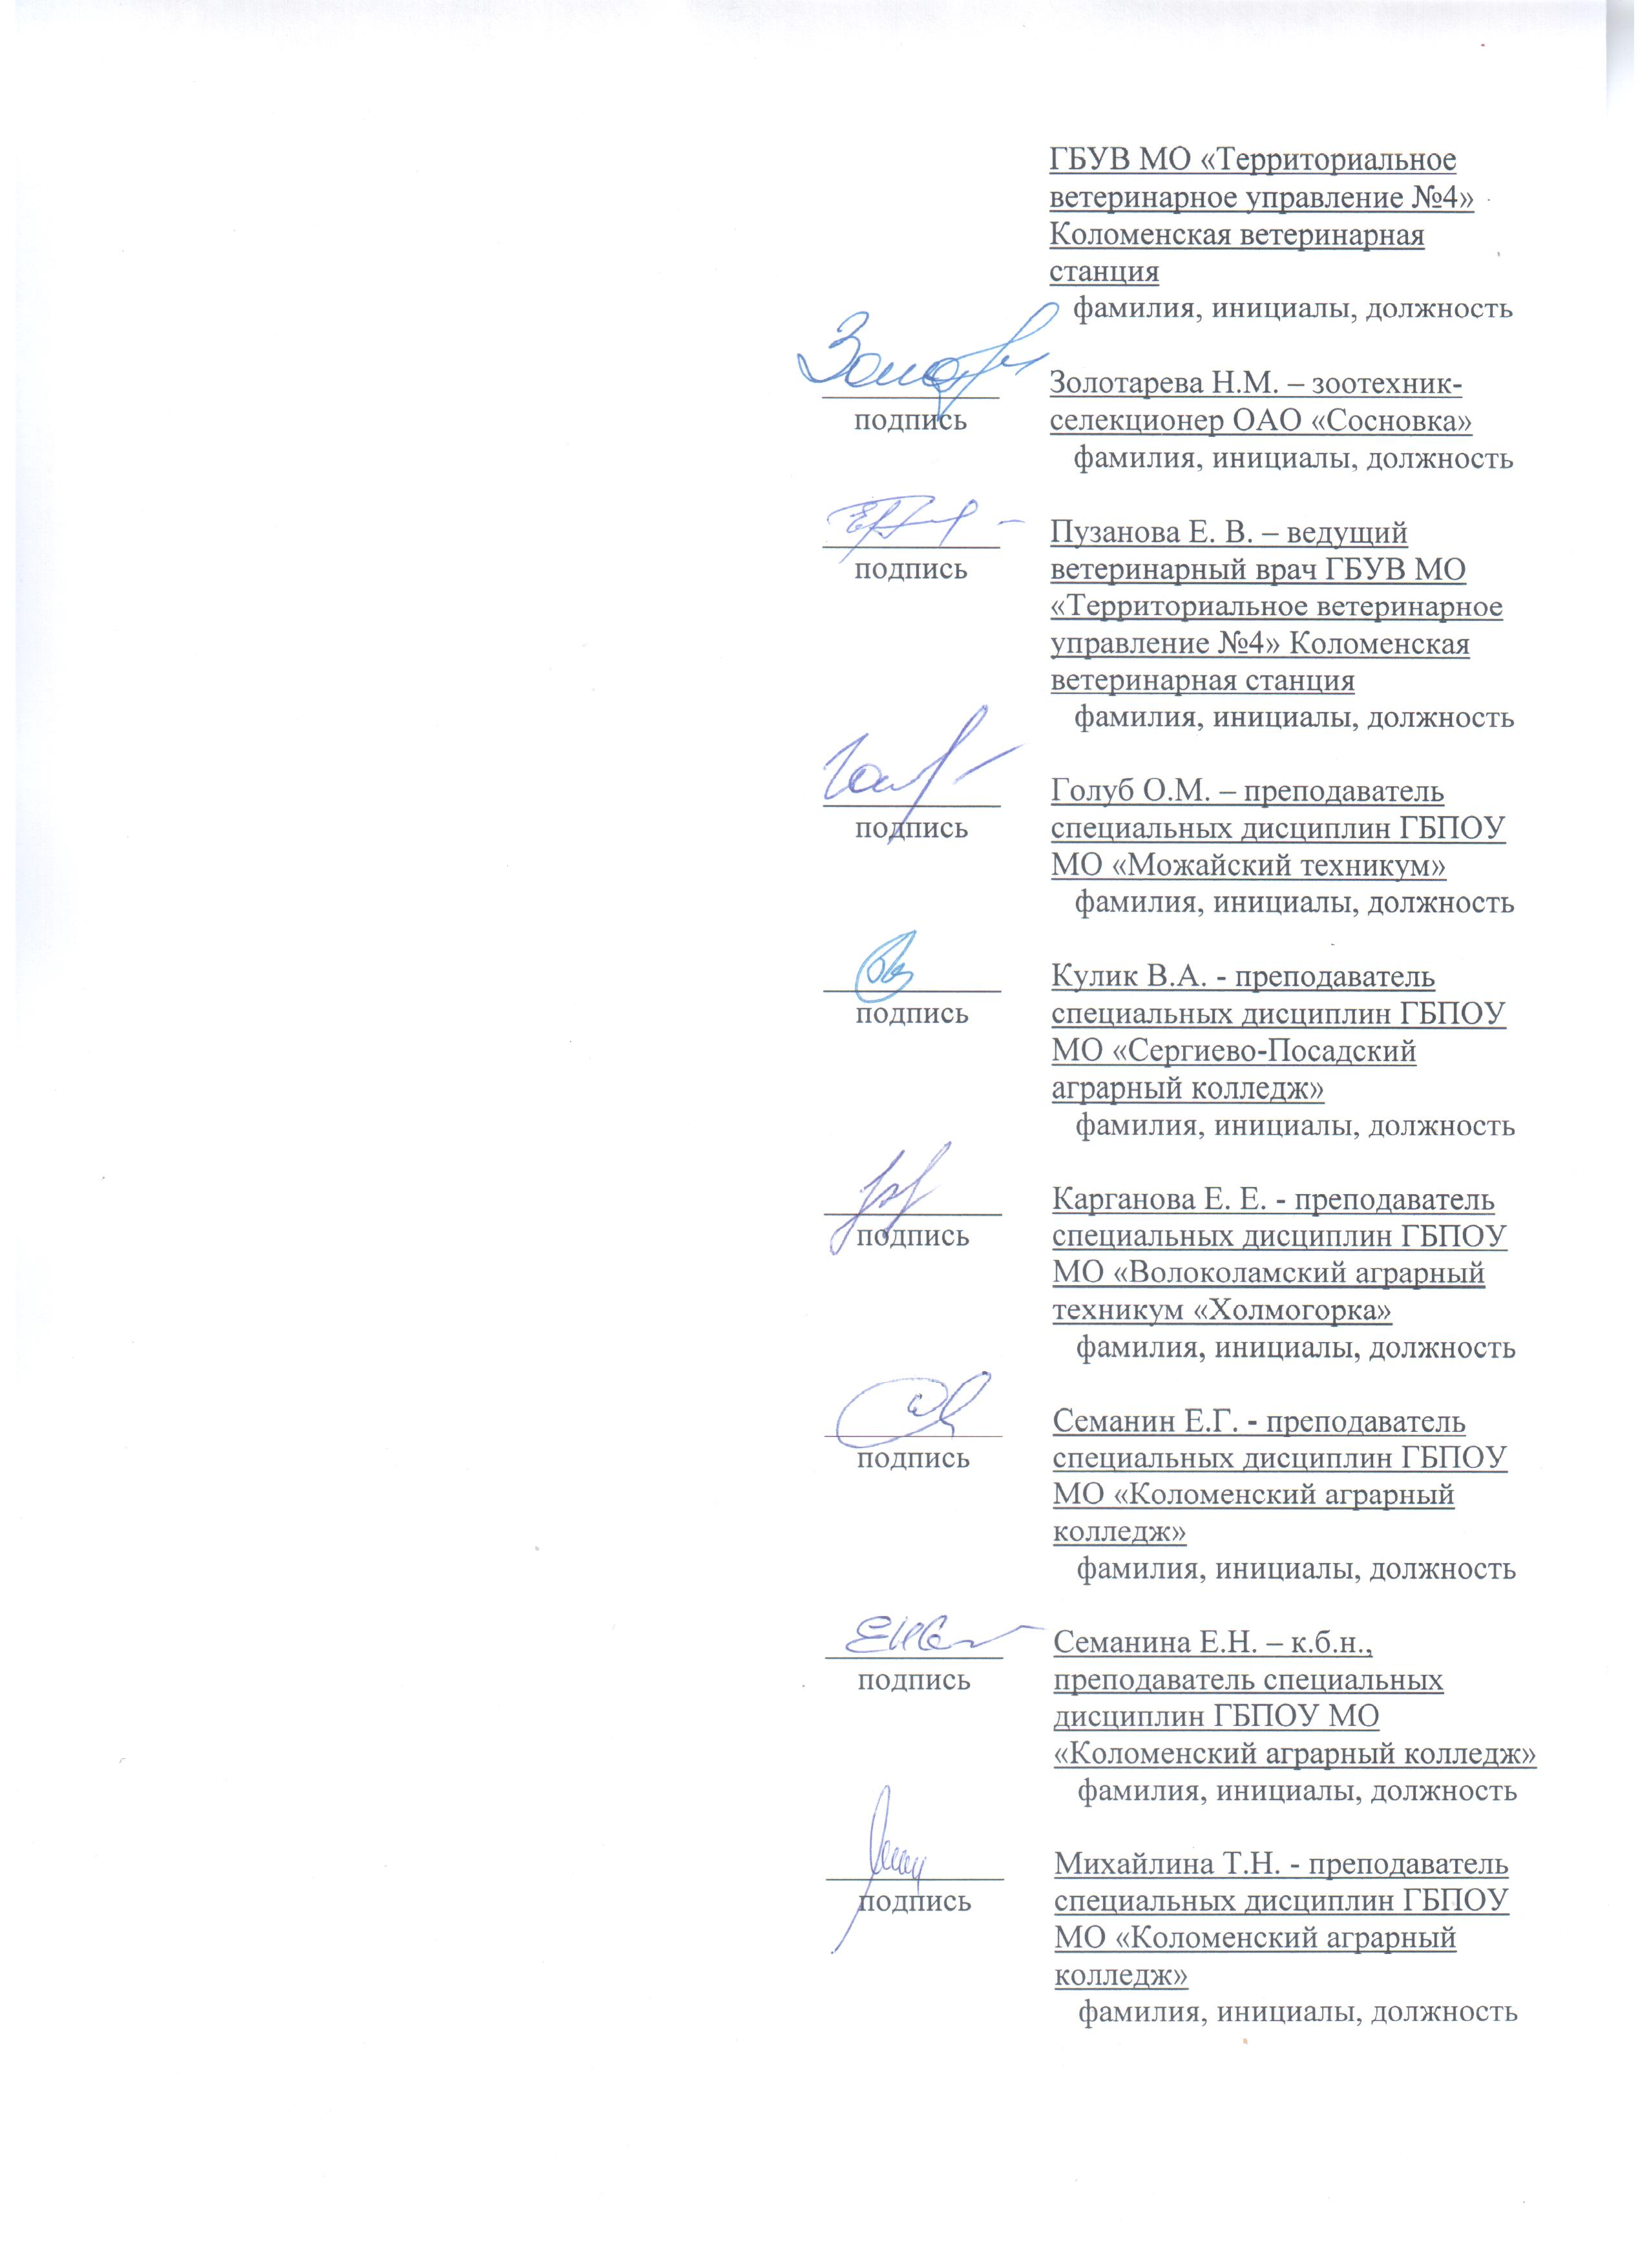 ГБУВ МО «Территориальное
ветеринарное управление №4»
Коломенская ветеринарная
станция
фамилия, инициалы, должность
Золотарева Н.М. – зоотехник-
подпись
селекционер ОАО «Сосновка»
фамилия, инициалы, должность
Пузанова Е. В. – ведущий
подпись
ветеринарный врач ГБУВ МО
«Территориальное ветеринарное
управление №4» Коломенская
ветеринарная станция
фамилия, инициалы, должность
Голуб О.М. – преподаватель
подпись
специальных дисциплин ГБПОУ
МО «Можайский техникум»
фамилия, инициалы, должность
Кулик В.А. - преподаватель
подпись
специальных дисциплин ГБПОУ
МО «Сергиево-Посадский
аграрный колледж»
фамилия, инициалы, должность
Карганова Е. Е. - преподаватель
подпись
специальных дисциплин ГБПОУ
МО «Волоколамский аграрный
техникум «Холмогорка»
фамилия, инициалы, должность
Семанин Е.Г. - преподаватель
подпись
специальных дисциплин ГБПОУ
МО «Коломенский аграрный
колледж»
фамилия, инициалы, должность
Семанина Е.Н. – к.б.н.,
подпись
преподаватель специальных
дисциплин ГБПОУ МО
«Коломенский аграрный колледж»
фамилия, инициалы, должность
Михайлина Т.Н. - преподаватель
подпись
специальных дисциплин ГБПОУ
МО «Коломенский аграрный
колледж»
фамилия, инициалы, должность